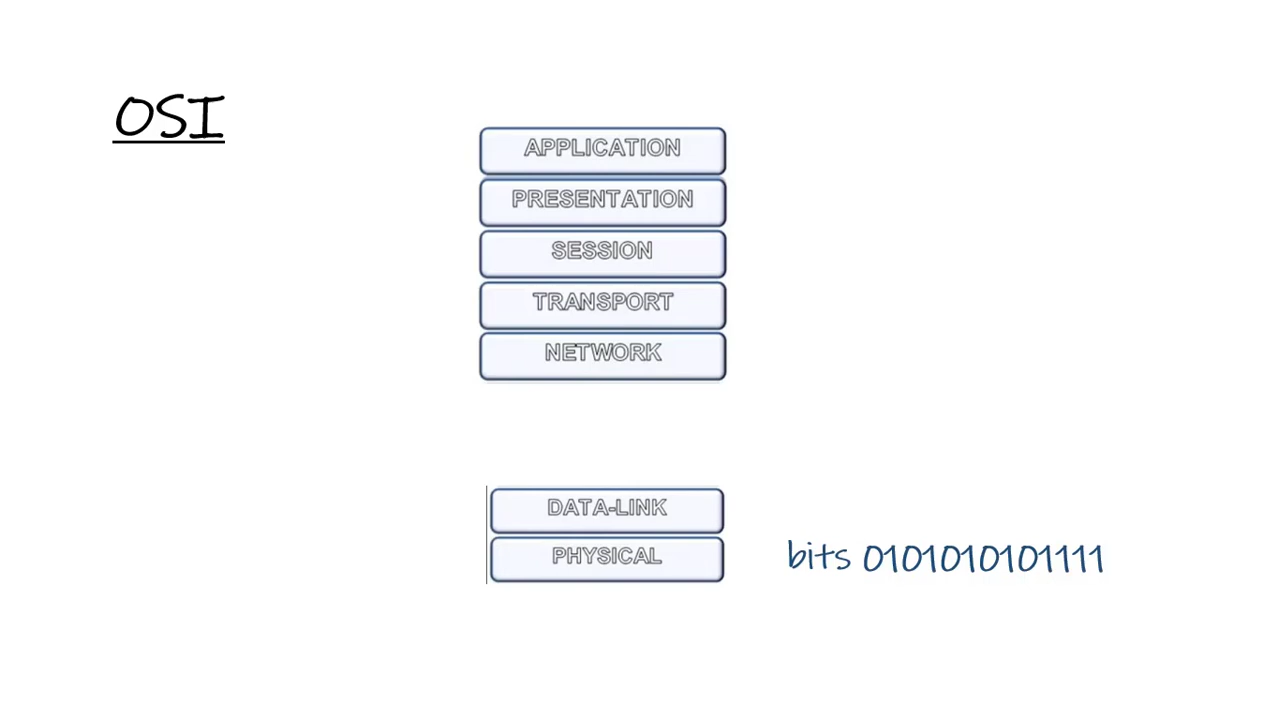 OSI
APPLICATION
PRESENTATION
SESSION
TRANSPORT
NETWORK
DATA-LINK
PHYSICAL
bits 0101010101111